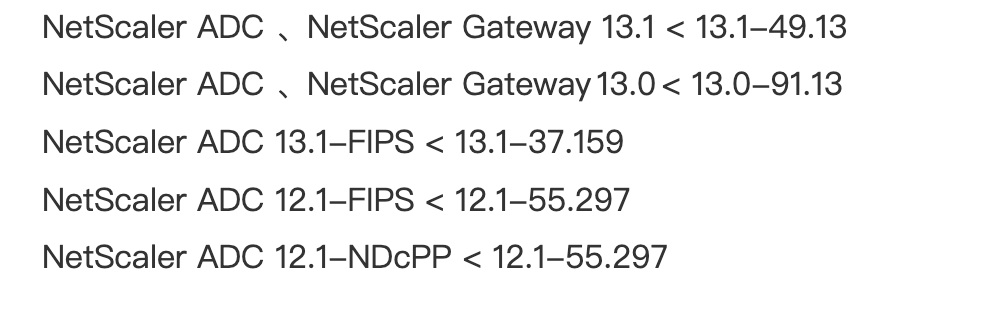 NetScaler ADC 、NetScaler Gateway 13.1 < 13.1–49.13
NetScaler ADC 、NetScaler Gateway 13.0 < 13.0–91.13
NetScaler ADC 13.1–FIPS < 13.1–37.159
NetScaler ADC 12.1–FIPS < 12.1–55.297
NetScaler ADC 12.1–NDcPP < 12.1–55.297